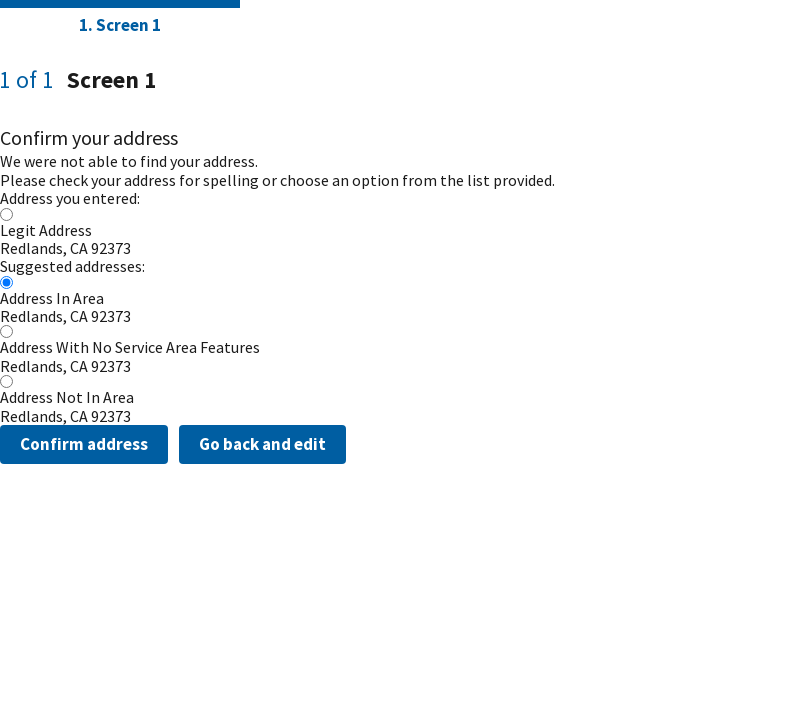 1. Screen 1
1 of 1 Screen 1
Confirm your address
We were not able to find your address.
Please check your address for spelling or choose an option from the list provided.
Address you entered:
Legit Address
Redlands, CA 92373
Suggested addresses:
Address In Area
Redlands, CA 92373
Address With No Service Area Features
Redlands, CA 92373
Address Not In Area
Redlands, CA 92373
Confirm address Go back and edit